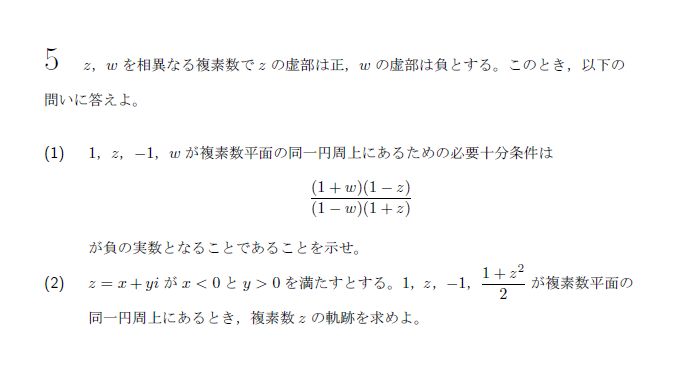 5 z, w を相異なる複素数で z の虚部は正, w の虚部は負とする。このとき, 以下の
問いに答えよ。
(1) 1, z, −1, w が複素数平面の同一円周上にあるための必要十分条件は
(1 + w)(1 − z)
(1 − w)(1 + z)
が負の実数となることであることを示せ。
(2) z = x + yi が x < 0 と y > 0 を満たすとする。1, z, −1, (1 + z²)/2 が複素数平面の
同一円周上にあるとき, 複素数 z の軌跡を求めよ。